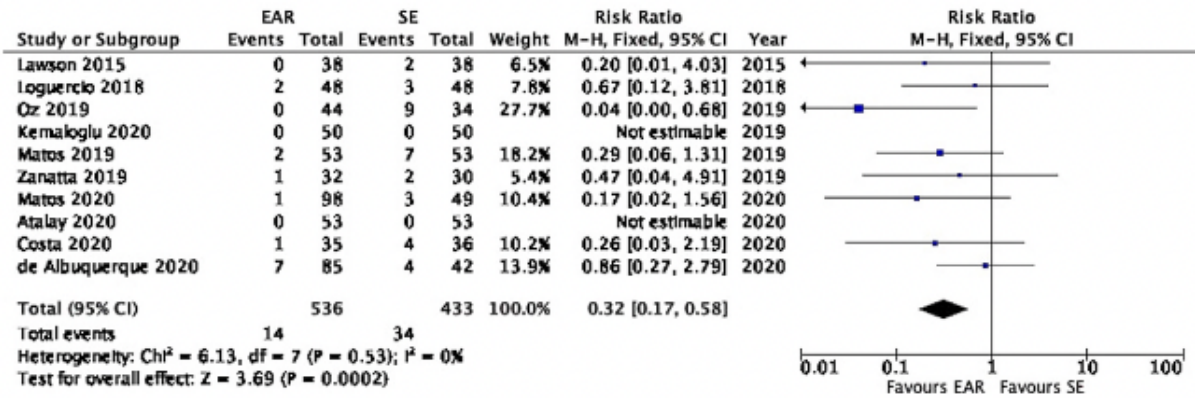 EAR SE Risk Ratio Risk Ratio
Study or Subgroup Events Total Events Total Weight M-H, Fixed, 95% CI Year M-H, Fixed, 95% CI
Lawson 2015 0 38 2 38 6.5% 0.20 [0.01, 4.03] 2015
Loguercio 2018 2 48 3 48 7.8% 0.67 [0.12, 3.81] 2018
Oz 2019 0 44 9 34 27.7% 0.04 [0.00, 0.68] 2019
Kemaloglu 2020 0 50 0 50 Not estimable 2019
Matos 2019 2 53 7 53 18.2% 0.29 [0.06, 1.31] 2019
Zanatta 2019 1 32 2 30 5.4% 0.47 [0.04, 4.91] 2019
Matos 2020 1 98 3 49 10.4% 0.17 [0.02, 1.56] 2020
Atalay 2020 0 53 0 53 Not estimable 2020
Costa 2020 1 35 4 36 10.2% 0.26 [0.03, 2.19] 2020
de Albuquerque 2020 7 85 4 42 13.9% 0.86 [0.27, 2.79] 2020
Total (95% CI) 536 433 100.0% 0.32 [0.17, 0.58]
Total events 14 34
Heterogeneity: Chi² = 6.13, df = 7 (P = 0.53); I² = 0%
Test for overall effect: Z = 3.69 (P = 0.0002)
0.01 0.1 1 10 100
Favours EAR Favours SE